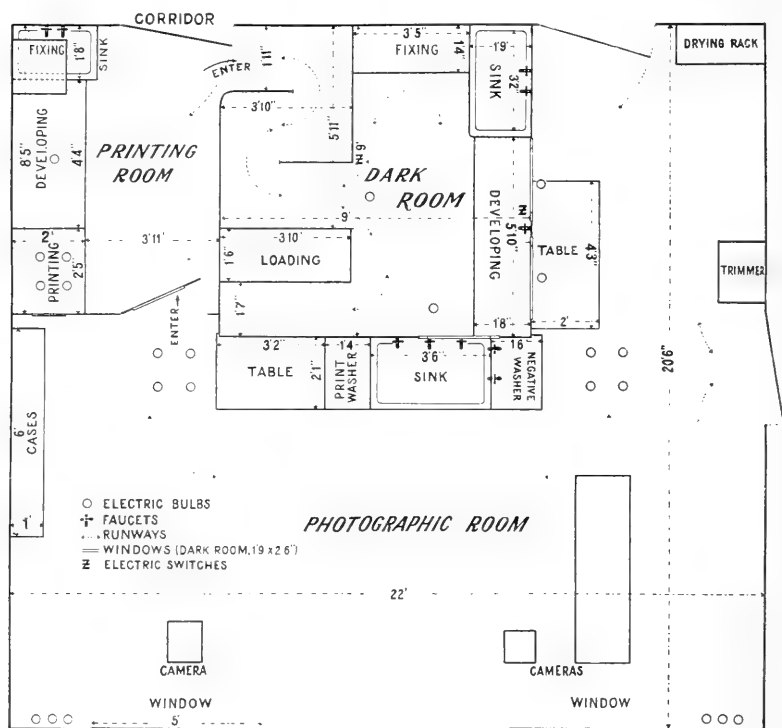 CORRIDOR
FIXING
SINK
1'8"
ENTER
1'11"
3'5"
FIXING
1'4"
1'9"
SINK
3'2"
DRYING RACK
8'5"
DEVELOPING
4'4"
PRINTING
ROOM
3'10"
5'11"
DARK
ROOM
9'
DEVELOPING
5'10"
TABLE
4'3"
2'
TRIMMER
2'
3'11"
PRINTING
2'5"
3'10"
1'6"
LOADING
1'7"
1'8"
ENTER
3'2"
TABLE
2'1"
1'4
PRINT
WASHER
3'6"
SINK
1'6
NEGATIVE
WASHER
20'6"
6'
CASES
1'
ELECTRIC BULBS
FAUCETS
RUNWAYS
WINDOWS (DARK ROOM, 1'9 x 2'6")
Z ELECTRIC SWITCHES
PHOTOGRAPHIC ROOM
22'
CAMERA
CAMERAS
WINDOW
WINDOW
5'